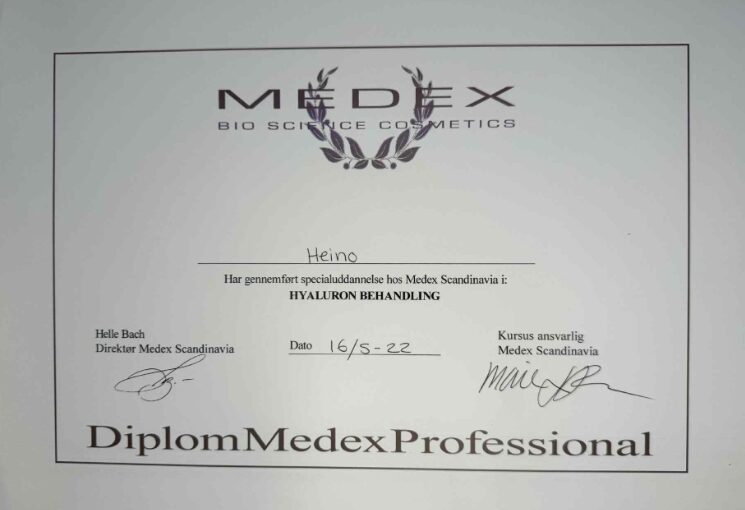 MEDEX
BIO SCIENCE COSMETICS
Heino
Har gennemført specialuddannelse hos Medex Scandinavia i:
HYALURON BEHANDLING
Helle Bach
Direktør Medex Scandinavia
Dato 16/5-22
Kursus ansvarlig
Medex Scandinavia
DiplomMedexProfessional